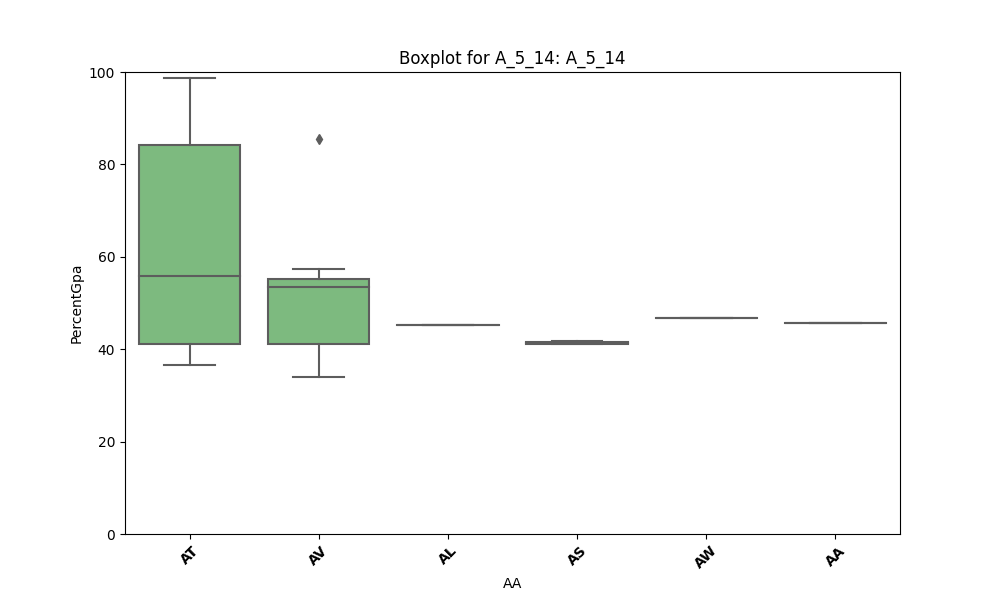 Boxplot for A_5_14: A_5_14
100
80
60
40
20
0
PercentGpa
AT
AV
AL
AS
AW
AA
AA